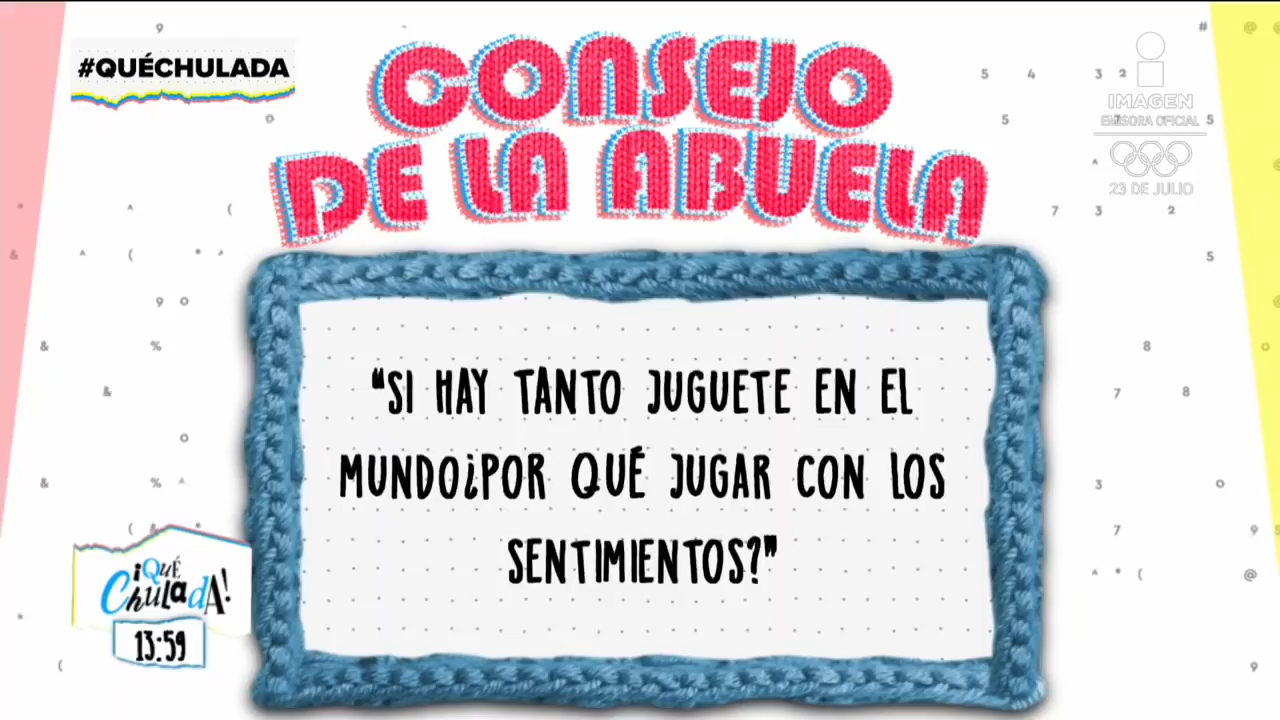 #QUÉCHULADA
CONSEJO
DE LA ABUELA
IMAGEN
EMISORA OFICIAL
23 DE JULIO
“SI HAY TANTO JUGUETE EN EL
MUNDO¿POR QUÉ JUGAR CON LOS
SENTIMIENTOS?”
¡QUÉ
CHULADA!
13:59